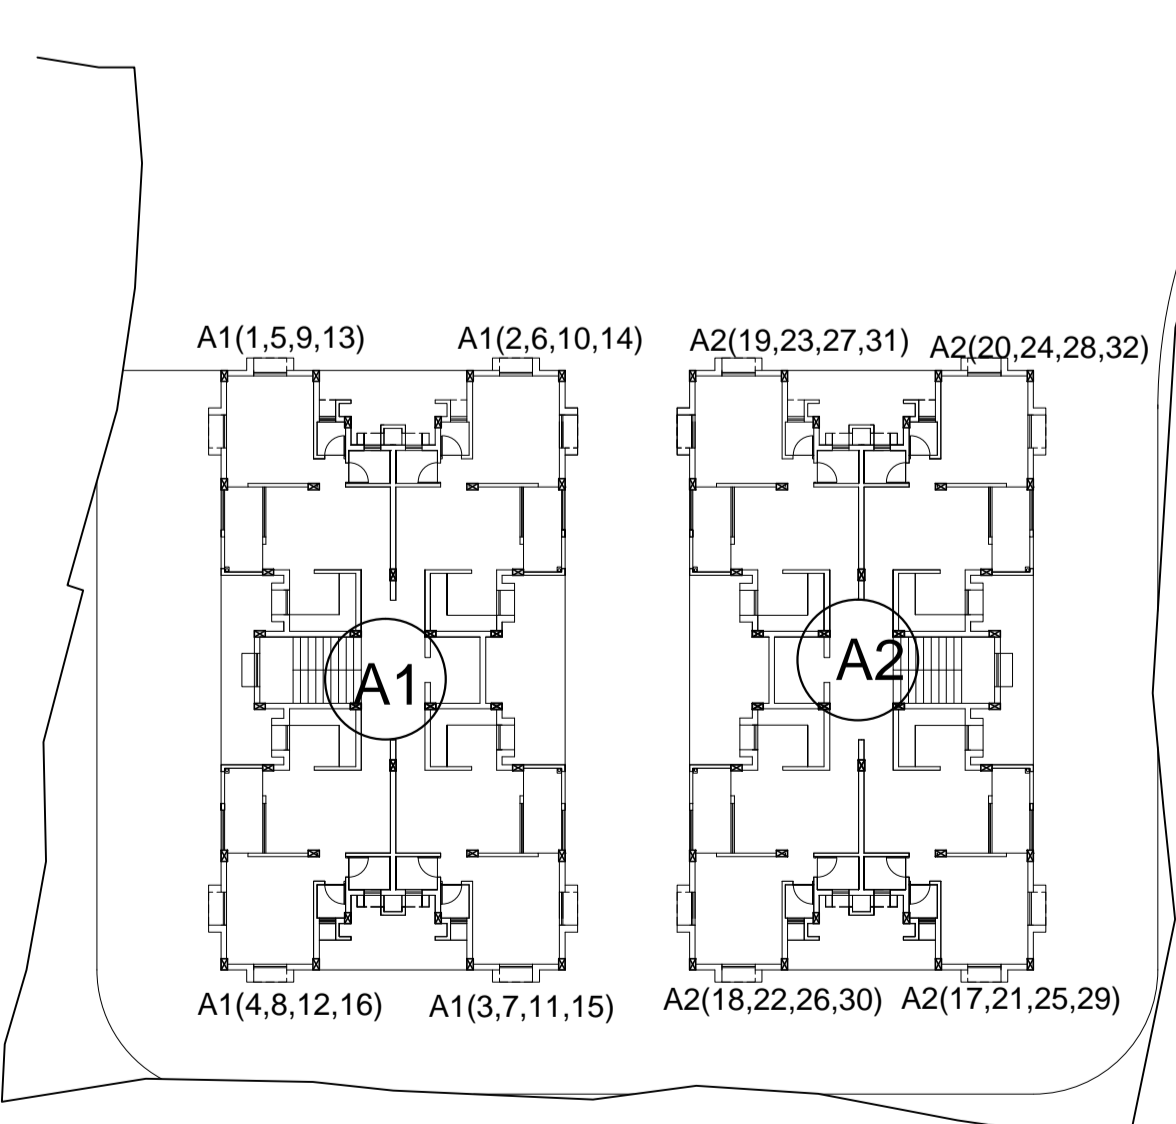 A1(1,5,9,13)
A1(2,6,10,14)
A2(19,23,27,31)
A2(20,24,28,32)
A1
A2
A1(4,8,12,16)
A1(3,7,11,15)
A2(18,22,26,30)
A2(17,21,25,29)